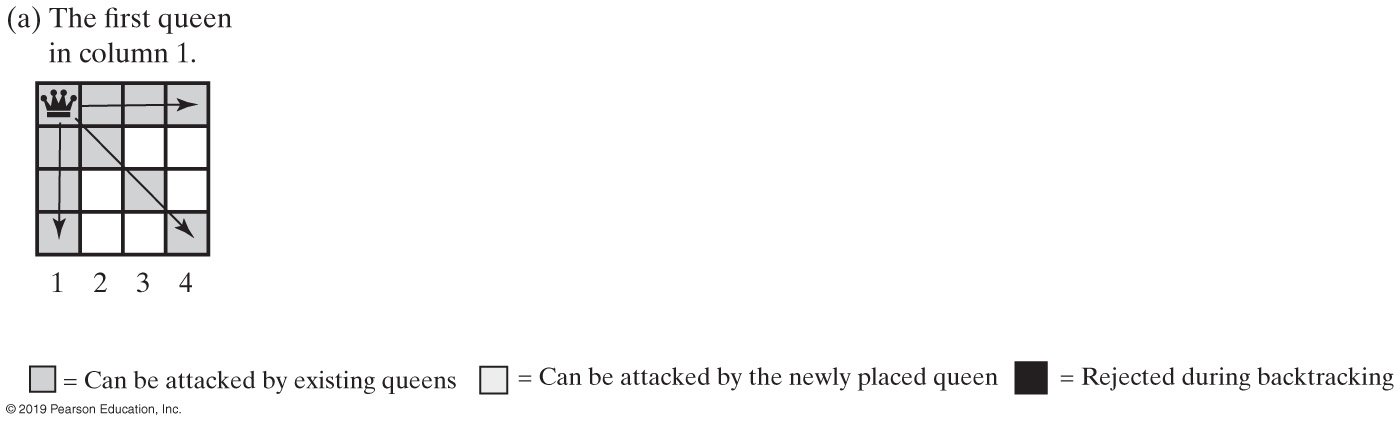 (a) The first queen
in column 1.
1 2 3 4
= Can be attacked by existing queens = Can be attacked by the newly placed queen = Rejected during backtracking
© 2019 Pearson Education, Inc.